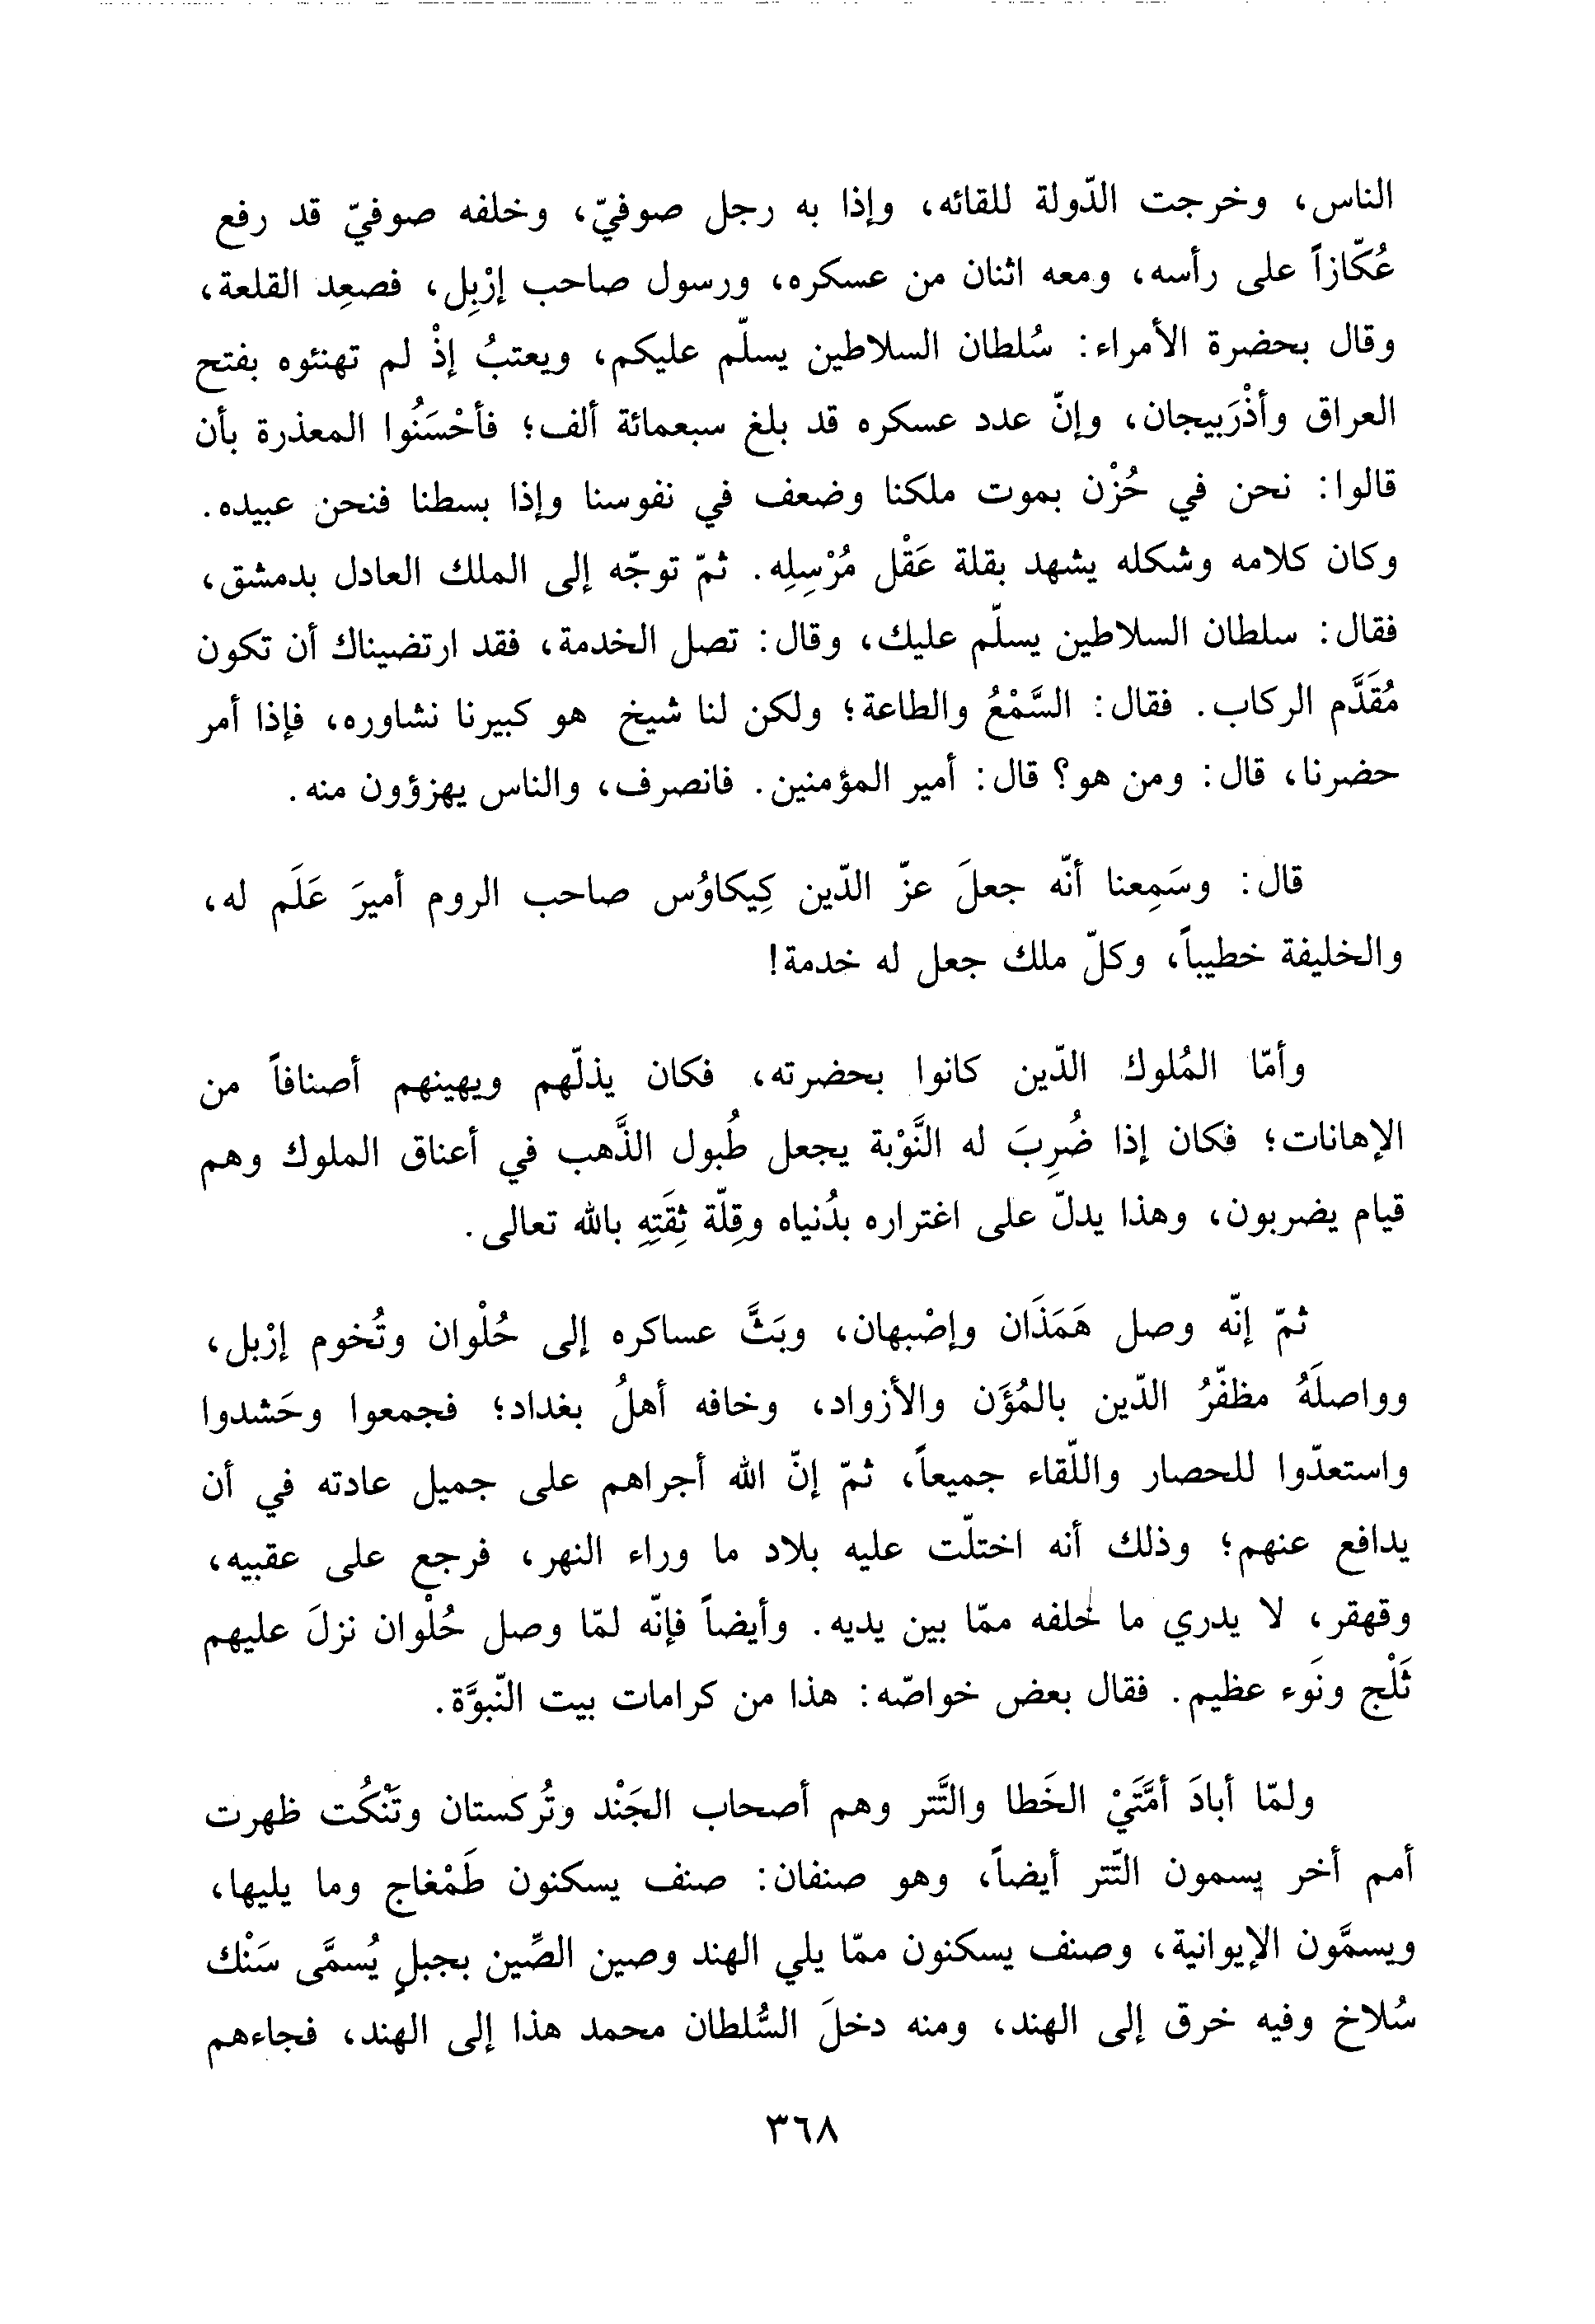 الناس، وخرجت الدّولة للقائه، وإذا به رجل صوفيّ، وخلفه صوفيّ قد رفع
عُكّازاً على رأسه، ومعه اثنان من عسكره، ورسول صاحب إرْبِل، فصعِد القلعة،
وقال بحضرة الأمراء: سُلطان السلاطين يسلّم عليكم، ويعتبُ إذْ لم تهنئوه بفتح
العراق وأذْرَبيجان، وإنّ عدد عسكره قد بلغ سبعمائة ألف؛ فأحْسَنُوا المعذرة بأن
قالوا: نحن في حُزْن بموت ملكنا وضعف في نفوسنا وإذا بسطنا فنحن عبيده.
وكان كلامه وشكله يشهد بقلة عَقْل مُرْسِلِه. ثمّ توجّه إلى الملك العادل بدمشق،
فقال: سلطان السلاطين يسلّم عليك، وقال: تصل الخدمة، فقد ارتضيناك أن تكون
مُقَدَّم الركاب. فقال: السَّمْعُ والطاعة؛ ولكن لنا شيخ هو كبيرنا نشاوره، فإذا أمر
حضرنا، قال: ومن هو؟ قال: أمير المؤمنين. فانصرف، والناس يهزؤون منه.
قال: وسَمِعنا أنّه جعلَ عزّ الدّين كِيكاوُس صاحب الروم أميرَ عَلَم له،
والخليفة خطيباً، وكلّ ملك جعل له خدمة!
وأمّا المُلوك الدّين كانوا بحضرته، فكان يذلّهم ويهينهم أصنافاً من
الإهانات؛ فكان إذا ضُرِبَ له النَّوْبة يجعل طُبول الذَّهب في أعناق الملوك وهم
قيام يضربون، وهذا يدلّ على اغتراره بدُنياه وقِلّة ثِقَتِهِ بالله تعالى.
ثمّ إنّه وصل هَمَذَان وإصْبهان، وبَثَّ عساكره إلى حُلْوان وتُخوم إرْبل،
وواصلَهُ مظفّرُ الدّين بالمُؤَن والأزواد، وخافه أهلُ بغداد؛ فجمعوا وحَشدوا
واستعدّوا للحصار واللّقاء جميعاً، ثمّ إنّ الله أجراهم على جميل عادته في أن
يدافع عنهم؛ وذلك أنه اختلّت عليه بلاد ما وراء النهر، فرجع على عقبيه،
وقهقر، لا يدري ما خلفه ممّا بين يديه. وأيضاً فإنّه لمّا وصل حُلْوان نزلَ عليهم
ثَلْج ونَوء عظيم. فقال بعض خواصّه: هذا من كرامات بيت النّبوَّة.
ولمّا أبادَ أمَّتَيْ الخَطا والتَّتر وهم أصحاب الجَنْد وتُركستان وتَنْكُت ظهرت
أمم أخر يسمون التّتر أيضاً، وهو صنفان: صنف يسكنون طَمْغاج وما يليها،
ويسمَّون الإيوانية، وصنف يسكنون ممّا يلي الهند وصين الصِّين بجبلٍ يُسمَّى سَنْك
سُلاخ وفيه خرق إلى الهند، ومنه دخلَ السُّلطان محمد هذا إلى الهند، فجاءهم
٣٦٨